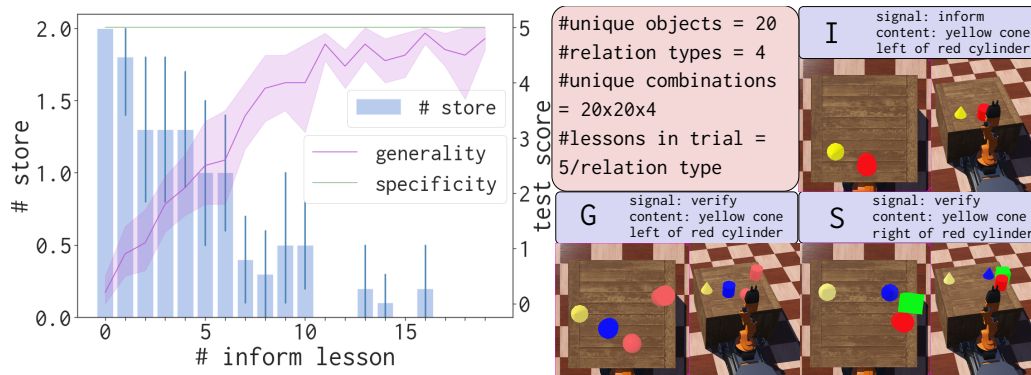 2.0
1.5
1.0
0.5
0.0
# store
0
5
10
15
# inform lesson
5
4
3
2
1
0
test score
# store
generality
specificity
#unique objects = 20
#relation types = 4
#unique combinations
= 20x20x4
#lessons in trial =
5/relation type
I
signal: inform
content: yellow cone
left of red cylinder
G
signal: verify
content: yellow cone
left of red cylinder
S
signal: verify
content: yellow cone
right of red cylinder